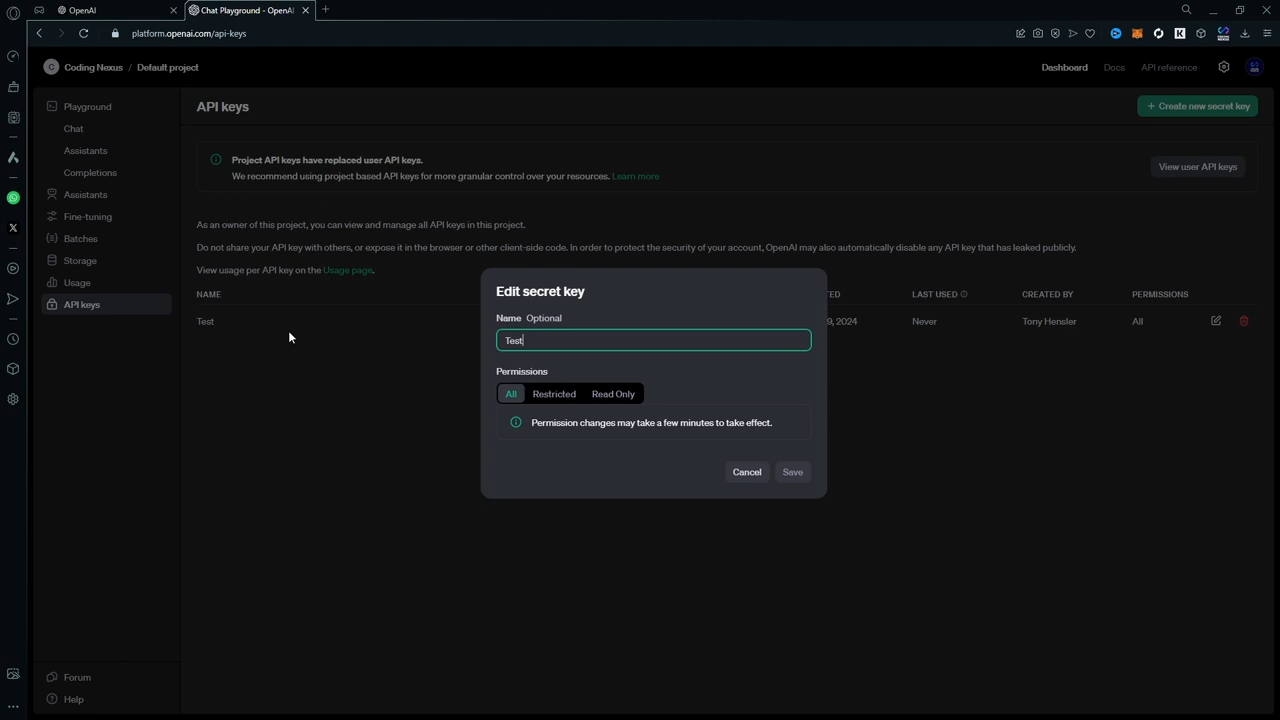 OpenAI
Chat Playground - OpenAI
platform.openai.com/api-keys
C
Coding Nexus / Default project
Dashboard
Docs
API reference
Playground
Chat
Assistants
Completions
Assistants
Fine-tuning
Batches
Storage
Usage
API keys
Forum
Help
API keys
+ Create new secret key
Project API keys have replaced user API keys.
We recommend using project based API keys for more granular control over your resources. Learn more
View user API keys
As an owner of this project, you can view and manage all API keys in this project.
Do not share your API key with others, or expose it in the browser or other client-side code. In order to protect the security of your account, OpenAI may also automatically disable any API key that has leaked publicly.
View usage per API key on the Usage page.
NAME
LAST USED
CREATED BY
PERMISSIONS
Test
9, 2024
Never
Tony Hensler
All
Edit secret key
Name Optional
Test
Permissions
All
Restricted
Read Only
Permission changes may take a few minutes to take effect.
Cancel
Save